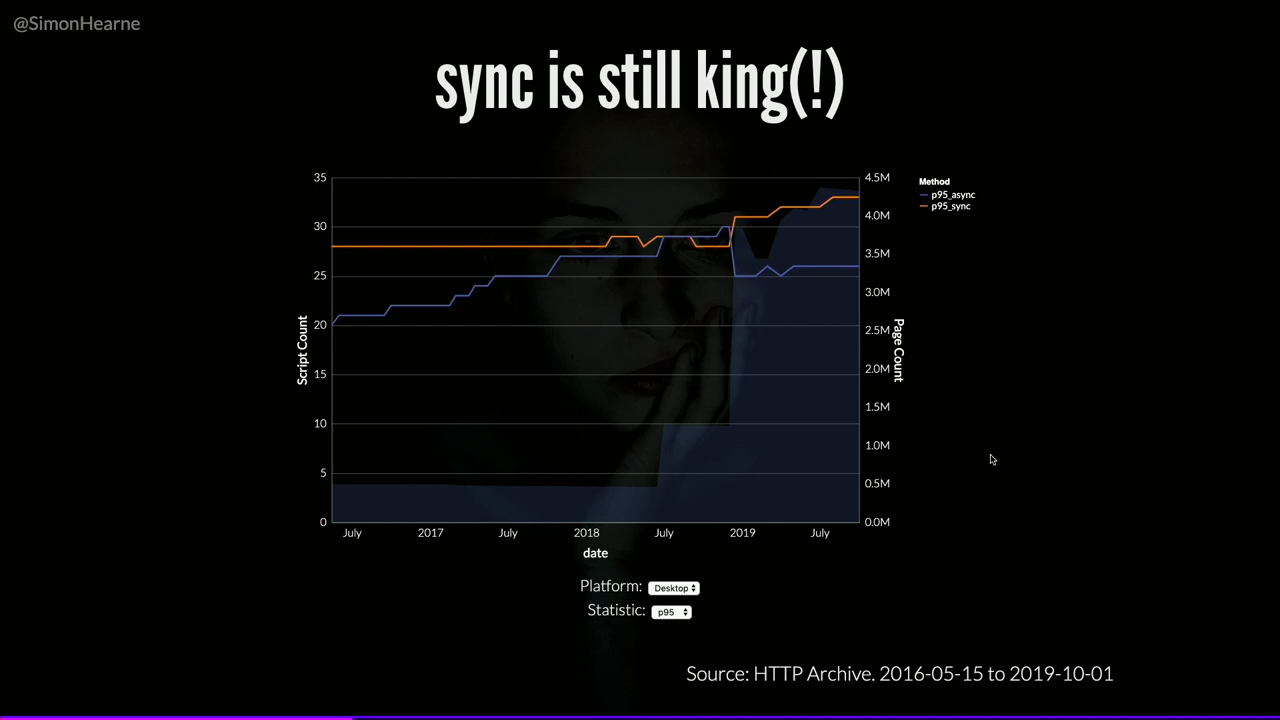 @SimonHearne
sync is still king(!)
35
30
25
20
15
10
5
0
Script Count
4.5M
4.0M
3.5M
3.0M
2.5M
2.0M
1.5M
1.0M
0.5M
0.0M
Page Count
Method
p95_async
p95_sync
July 2017 July 2018 July 2019 July
date
Platform: Desktop
Statistic: p95
Source: HTTP Archive. 2016-05-15 to 2019-10-01